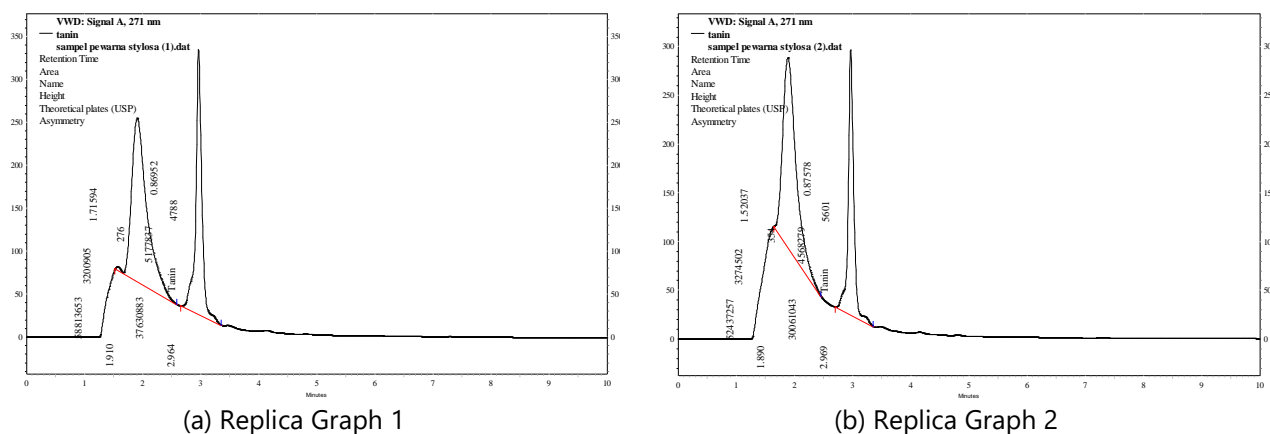 VWD: Signal A, 271 nm
tanin
sampel pewarna stylosa (1).dat
Retention Time
Area
Name
Height
Theoretical plates (USP)
Asymmetry
350
300
250
200
150
100
50
0
1.910
3200905
276
1.71594
2.964
37630883
Tanin
5177837
4788
0.86952
0 1 2 3 4 5 6 7 8 9 10
Minutes
(a) Replica Graph 1
VWD: Signal A, 271 nm
tanin
sampel pewarna stylosa (2).dat
Retention Time
Area
Name
Height
Theoretical plates (USP)
Asymmetry
300
250
200
150
100
50
0
1.890
52437257
3274502
354
1.52037
2.969
30061043
Tanin
4568279
5601
0.87578
0 1 2 3 4 5 6 7 8 9 10
Minutes
(b) Replica Graph 2